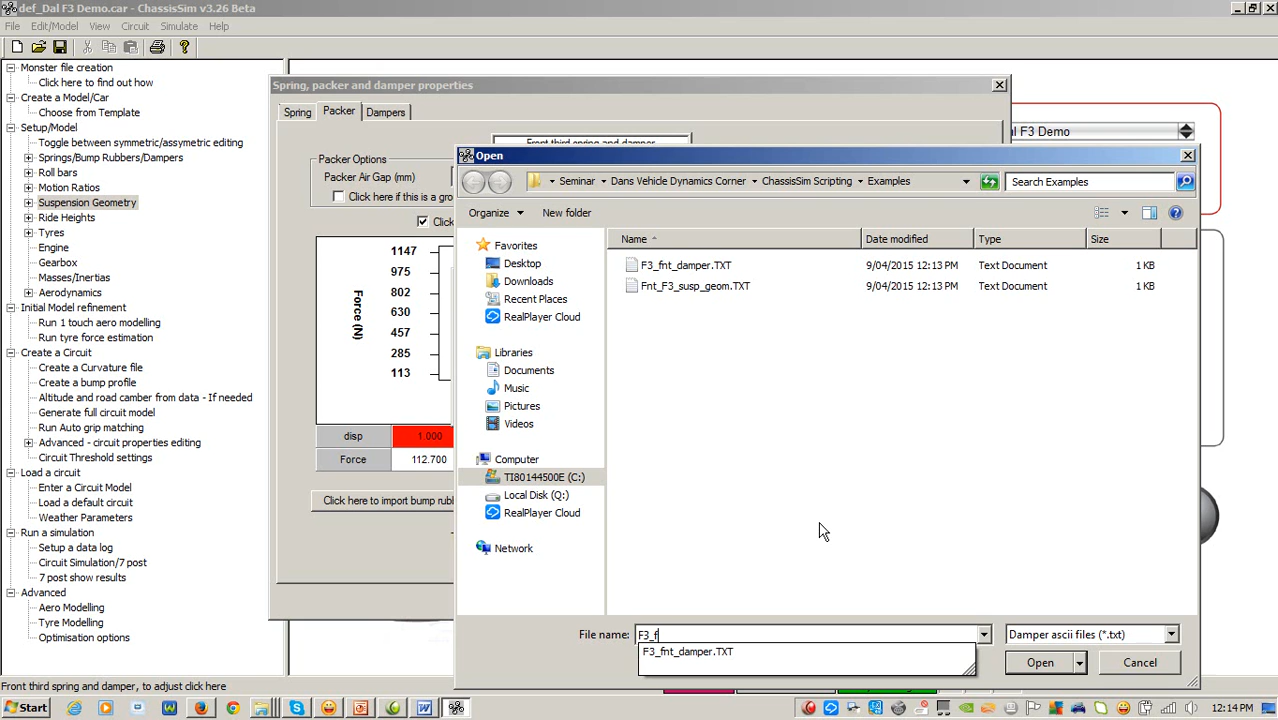 def_Dal F3 Demo.car - ChassisSim v3.26 Beta
File Edit/Model View Circuit Simulate Help
Monster file creation
Click here to find out how
Create a Model/Car
Choose from Template
Setup/Model
Toggle between symmetric/assymetric editing
Springs/Bump Rubbers/Dampers
Roll bars
Motion Ratios
Suspension Geometry
Ride Heights
Tyres
Engine
Gearbox
Masses/Inertias
Aerodynamics
Initial Model refinement
Run 1 touch aero modelling
Run tyre force estimation
Create a Circuit
Create a Curvature file
Create a bump profile
Altitude and road camber from data - If needed
Generate full circuit model
Run Auto grip matching
Advanced - circuit properties editing
Circuit Threshold settings
Load a circuit
Enter a Circuit Model
Load a default circuit
Weather Parameters
Run a simulation
Setup a data log
Circuit Simulation/7 post
7 post show results
Advanced
Aero Modelling
Tyre Modelling
Optimisation options
Front third spring and damper, to adjust click here
Spring, packer and damper properties
Spring Packer Dampers
Front third spring and damper
Packer Options
Packer Air Gap (mm)
Click here if this is a gro
Click
Force (N)
1147
975
802
630
457
285
113
disp 1.000
Force 112.700
Click here to import bump rubb
al F3 Demo
Open
Seminar Dans Vehicle Dynamics Corner ChassisSim Scripting Examples
Search Examples
Organize New folder
Favorites
Desktop
Downloads
Recent Places
RealPlayer Cloud
Libraries
Documents
Music
Pictures
Videos
Computer
TI80144500E (C:)
Local Disk (Q:)
RealPlayer Cloud
Network
Name Date modified Type Size
F3_fnt_damper.TXT 9/04/2015 12:13 PM Text Document 1 KB
Fnt_F3_susp_geom.TXT 9/04/2015 12:13 PM Text Document 1 KB
File name: F3_f
Damper ascii files (*.txt)
F3_fnt_damper.TXT
Open Cancel
Start
12:14 PM